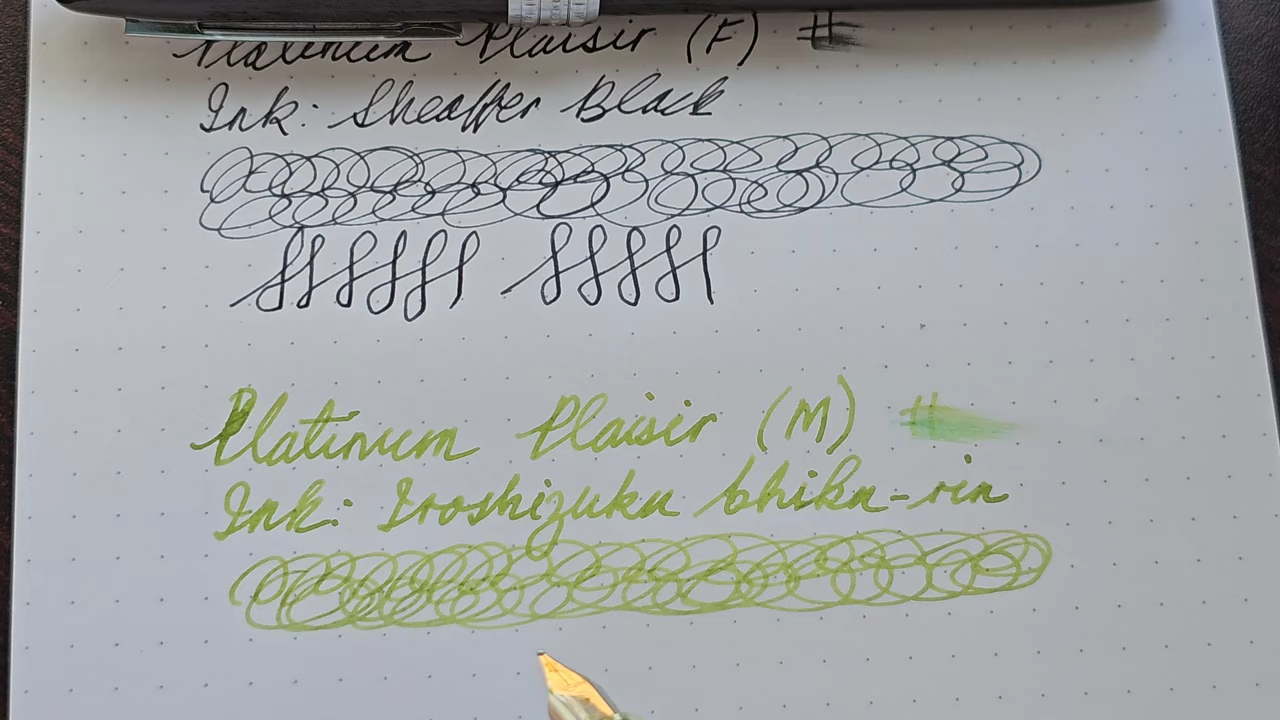 Platinum Plaisir (F) #
Ink: Sheaffer Black
Platinum Plaisir (M) #
Ink: Iroshizuku Chiku-rin